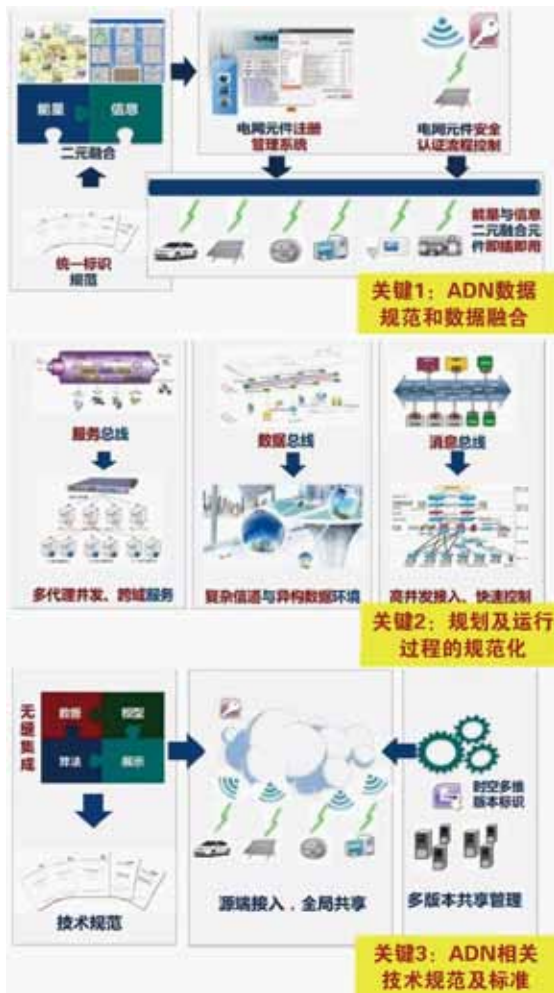 能量
信息
二元融合
统一标识
规范
电网元件注册
管理系统
电网元件安全
认证流程控制
能量与信息
二元融合元
件即插即用
关键1：ADN数据
规范和数据融合
服务总线
数据总线
消息总线
多代理并发、跨域服务
复杂信道与异构数据环境
高并发接入、快速控制
关键2：规划及运行
过程的规范化
无缝集成
数据
模型
算法
展示
技术规范
源端接入，全局共享
时空多维
版本标识
多版本共享管理
关键3：ADN相关
技术规范及标准